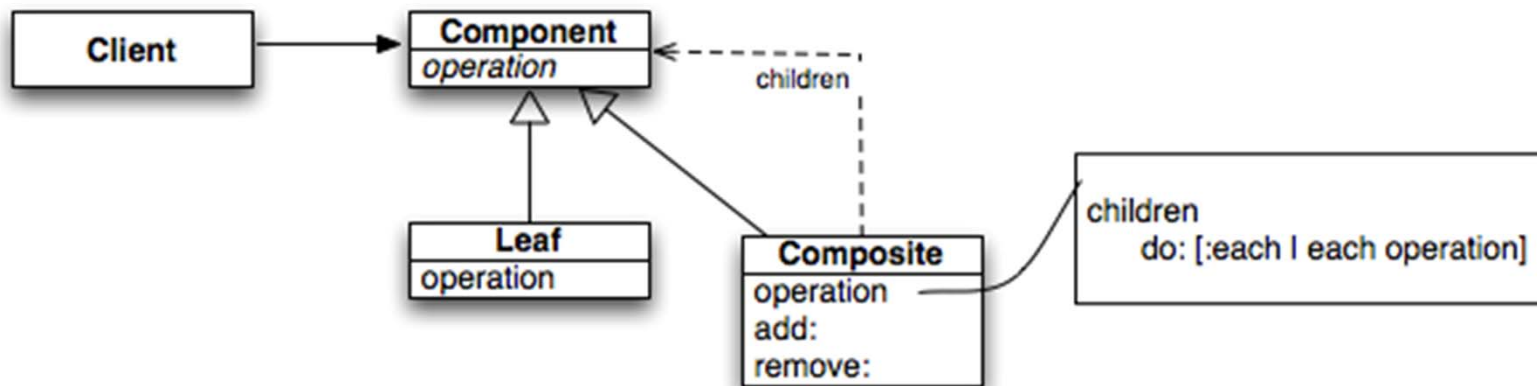 Client
Component
operation
children
Leaf
operation
Composite
operation
add:
remove:
children
do: [:each | each operation]